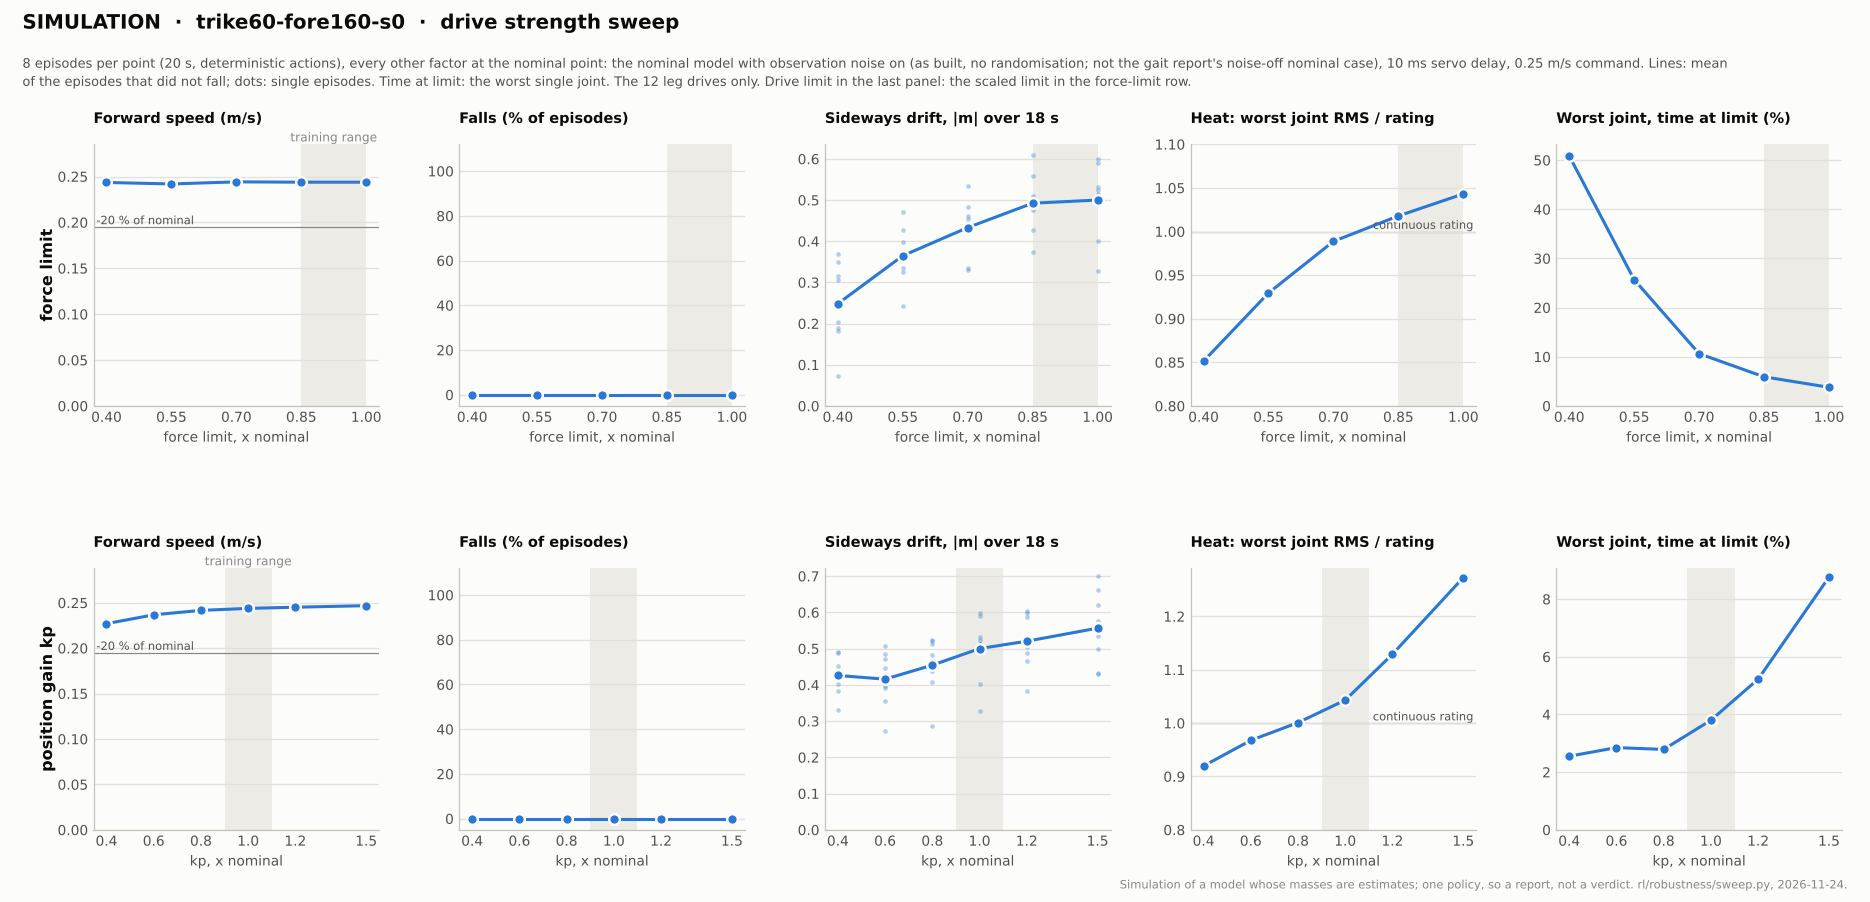 SIMULATION · trike60-fore160-s0 · drive strength sweep
8 episodes per point (20 s, deterministic actions), every other factor at the nominal point: the nominal model with observation noise on (as built, no randomisation; not the gait report's noise-off nominal case), 10 ms servo delay, 0.25 m/s command. Lines: mean
of the episodes that did not fall; dots: single episodes. Time at limit: the worst single joint. The 12 leg drives only. Drive limit in the last panel: the scaled limit in the force-limit row.
Forward speed (m/s)
training range
0.25
0.20
0.15
0.10
0.05
0.00
-20 % of nominal
force limit
0.40 0.55 0.70 0.85 1.00
force limit, x nominal
Falls (% of episodes)
100
80
60
40
20
0
0.40 0.55 0.70 0.85 1.00
force limit, x nominal
Sideways drift, |m| over 18 s
0.6
0.5
0.4
0.3
0.2
0.1
0.0
0.40 0.55 0.70 0.85 1.00
force limit, x nominal
Heat: worst joint RMS / rating
1.10
1.05
1.00
0.95
0.90
0.85
0.80
continuous rating
0.40 0.55 0.70 0.85 1.00
force limit, x nominal
Worst joint, time at limit (%)
50
40
30
20
10
0
0.40 0.55 0.70 0.85 1.00
force limit, x nominal
Forward speed (m/s)
training range
0.25
0.20
0.15
0.10
0.05
0.00
-20 % of nominal
position gain kp
0.4 0.6 0.8 1.0 1.2 1.5
kp, x nominal
Falls (% of episodes)
100
80
60
40
20
0
0.4 0.6 0.8 1.0 1.2 1.5
kp, x nominal
Sideways drift, |m| over 18 s
0.7
0.6
0.5
0.4
0.3
0.2
0.1
0.0
0.4 0.6 0.8 1.0 1.2 1.5
kp, x nominal
Heat: worst joint RMS / rating
1.2
1.1
1.0
0.9
0.8
continuous rating
0.4 0.6 0.8 1.0 1.2 1.5
kp, x nominal
Worst joint, time at limit (%)
8
6
4
2
0
0.4 0.6 0.8 1.0 1.2 1.5
kp, x nominal
Simulation of a model whose masses are estimates; one policy, so a report, not a verdict. rl/robustness/sweep.py, 2026-11-24.